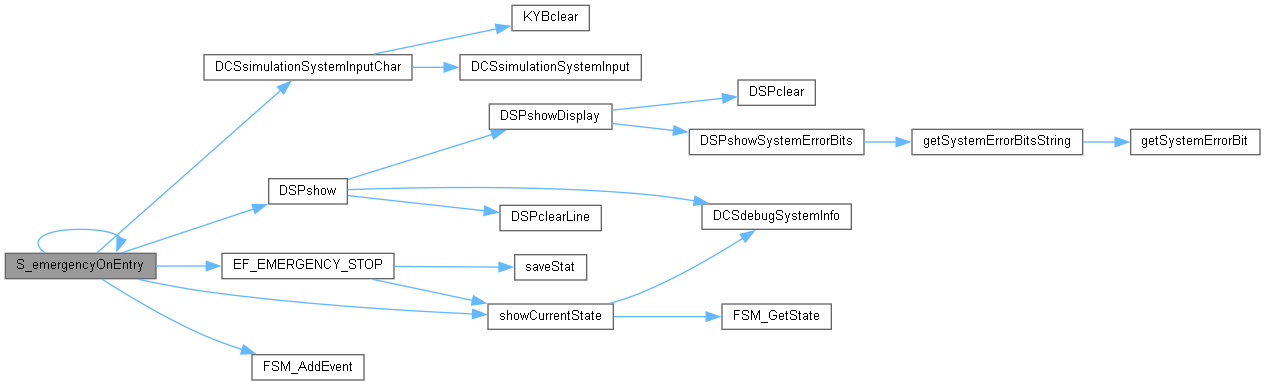 KYBclear
DCSsimulationSystemInputChar
DCSsimulationSystemInput
DSPclear
DSPshowDisplay
DSPshowSystemErrorBits
getSystemErrorBitsString
getSystemErrorBit
DSPshow
DSPclearLine
DCSdebugSystemInfo
S_emergencyOnEntry
EF_EMERGENCY_STOP
saveStat
showCurrentState
FSM_GetState
FSM_AddEvent